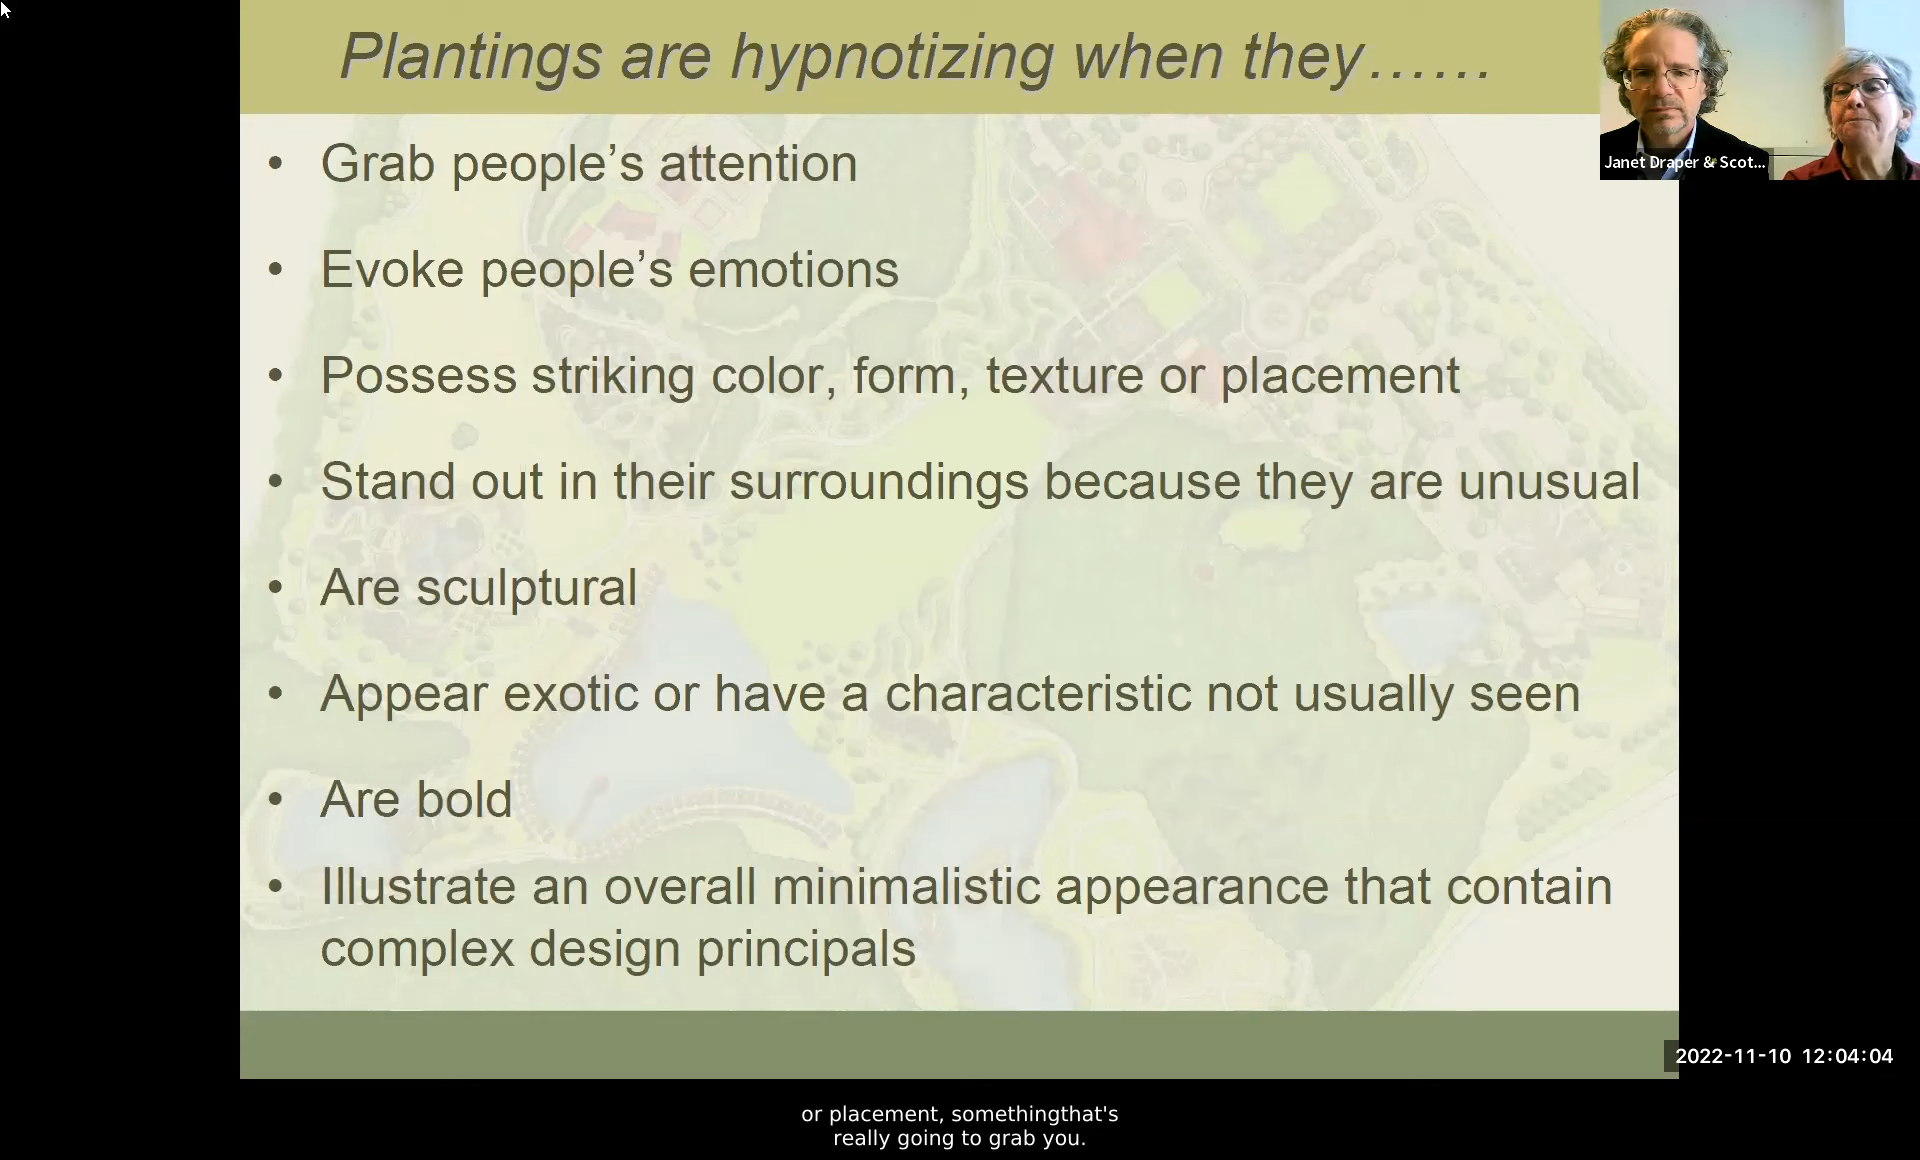 Plantings are hypnotizing when they......
• Grab people’s attention
• Evoke people’s emotions
• Possess striking color, form, texture or placement
• Stand out in their surroundings because they are unusual
• Are sculptural
• Appear exotic or have a characteristic not usually seen
• Are bold
• Illustrate an overall minimalistic appearance that contain
complex design principals
Janet Draper & Scot...
2022-11-10 12:04:04
or placement, somethingthat's
really going to grab you.